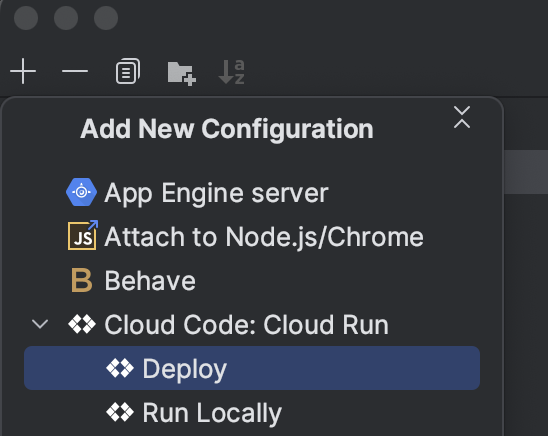 Add New Configuration
App Engine server
JS Attach to Node.js/Chrome
B Behave
Cloud Code: Cloud Run
Deploy
Run Locally